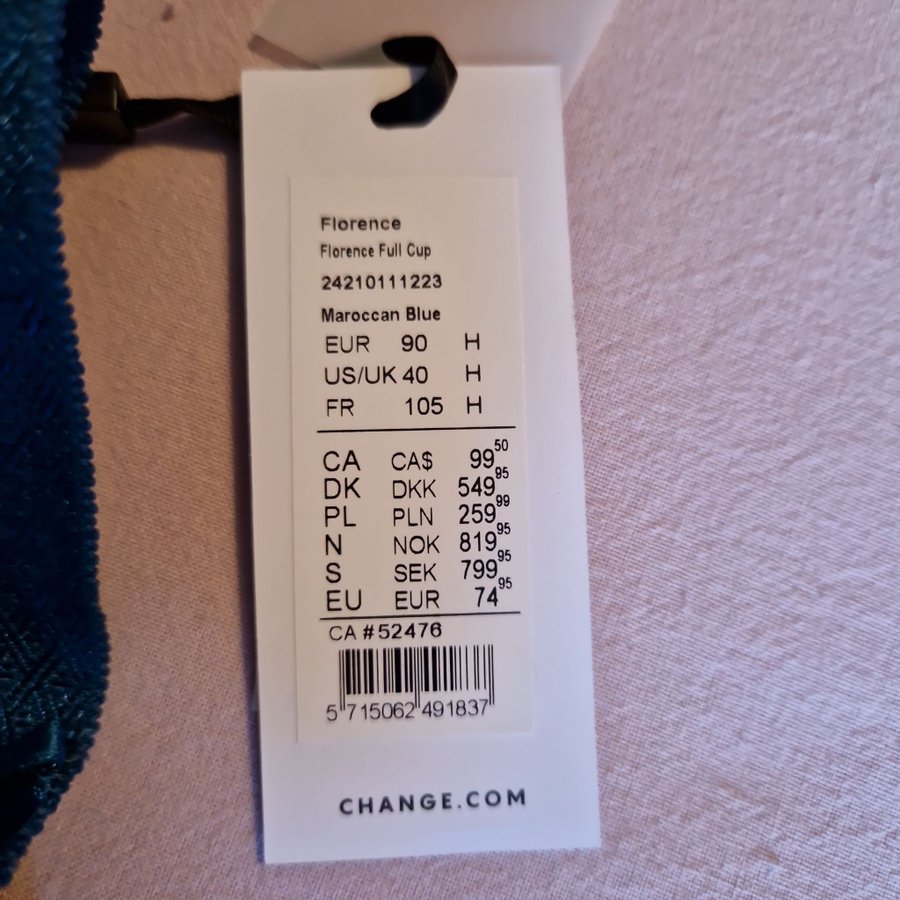 Florence
Florence Full Cup
24210111223
Maroccan Blue
EUR 90 H
US/UK 40 H
FR 105 H
CA CA$ 99 50
DK DKK 549 95
PL PLN 259 99
N NOK 819 95
S SEK 799 95
EU EUR 74 95
CA #52476
5 715062 491837
CHANGE.COM